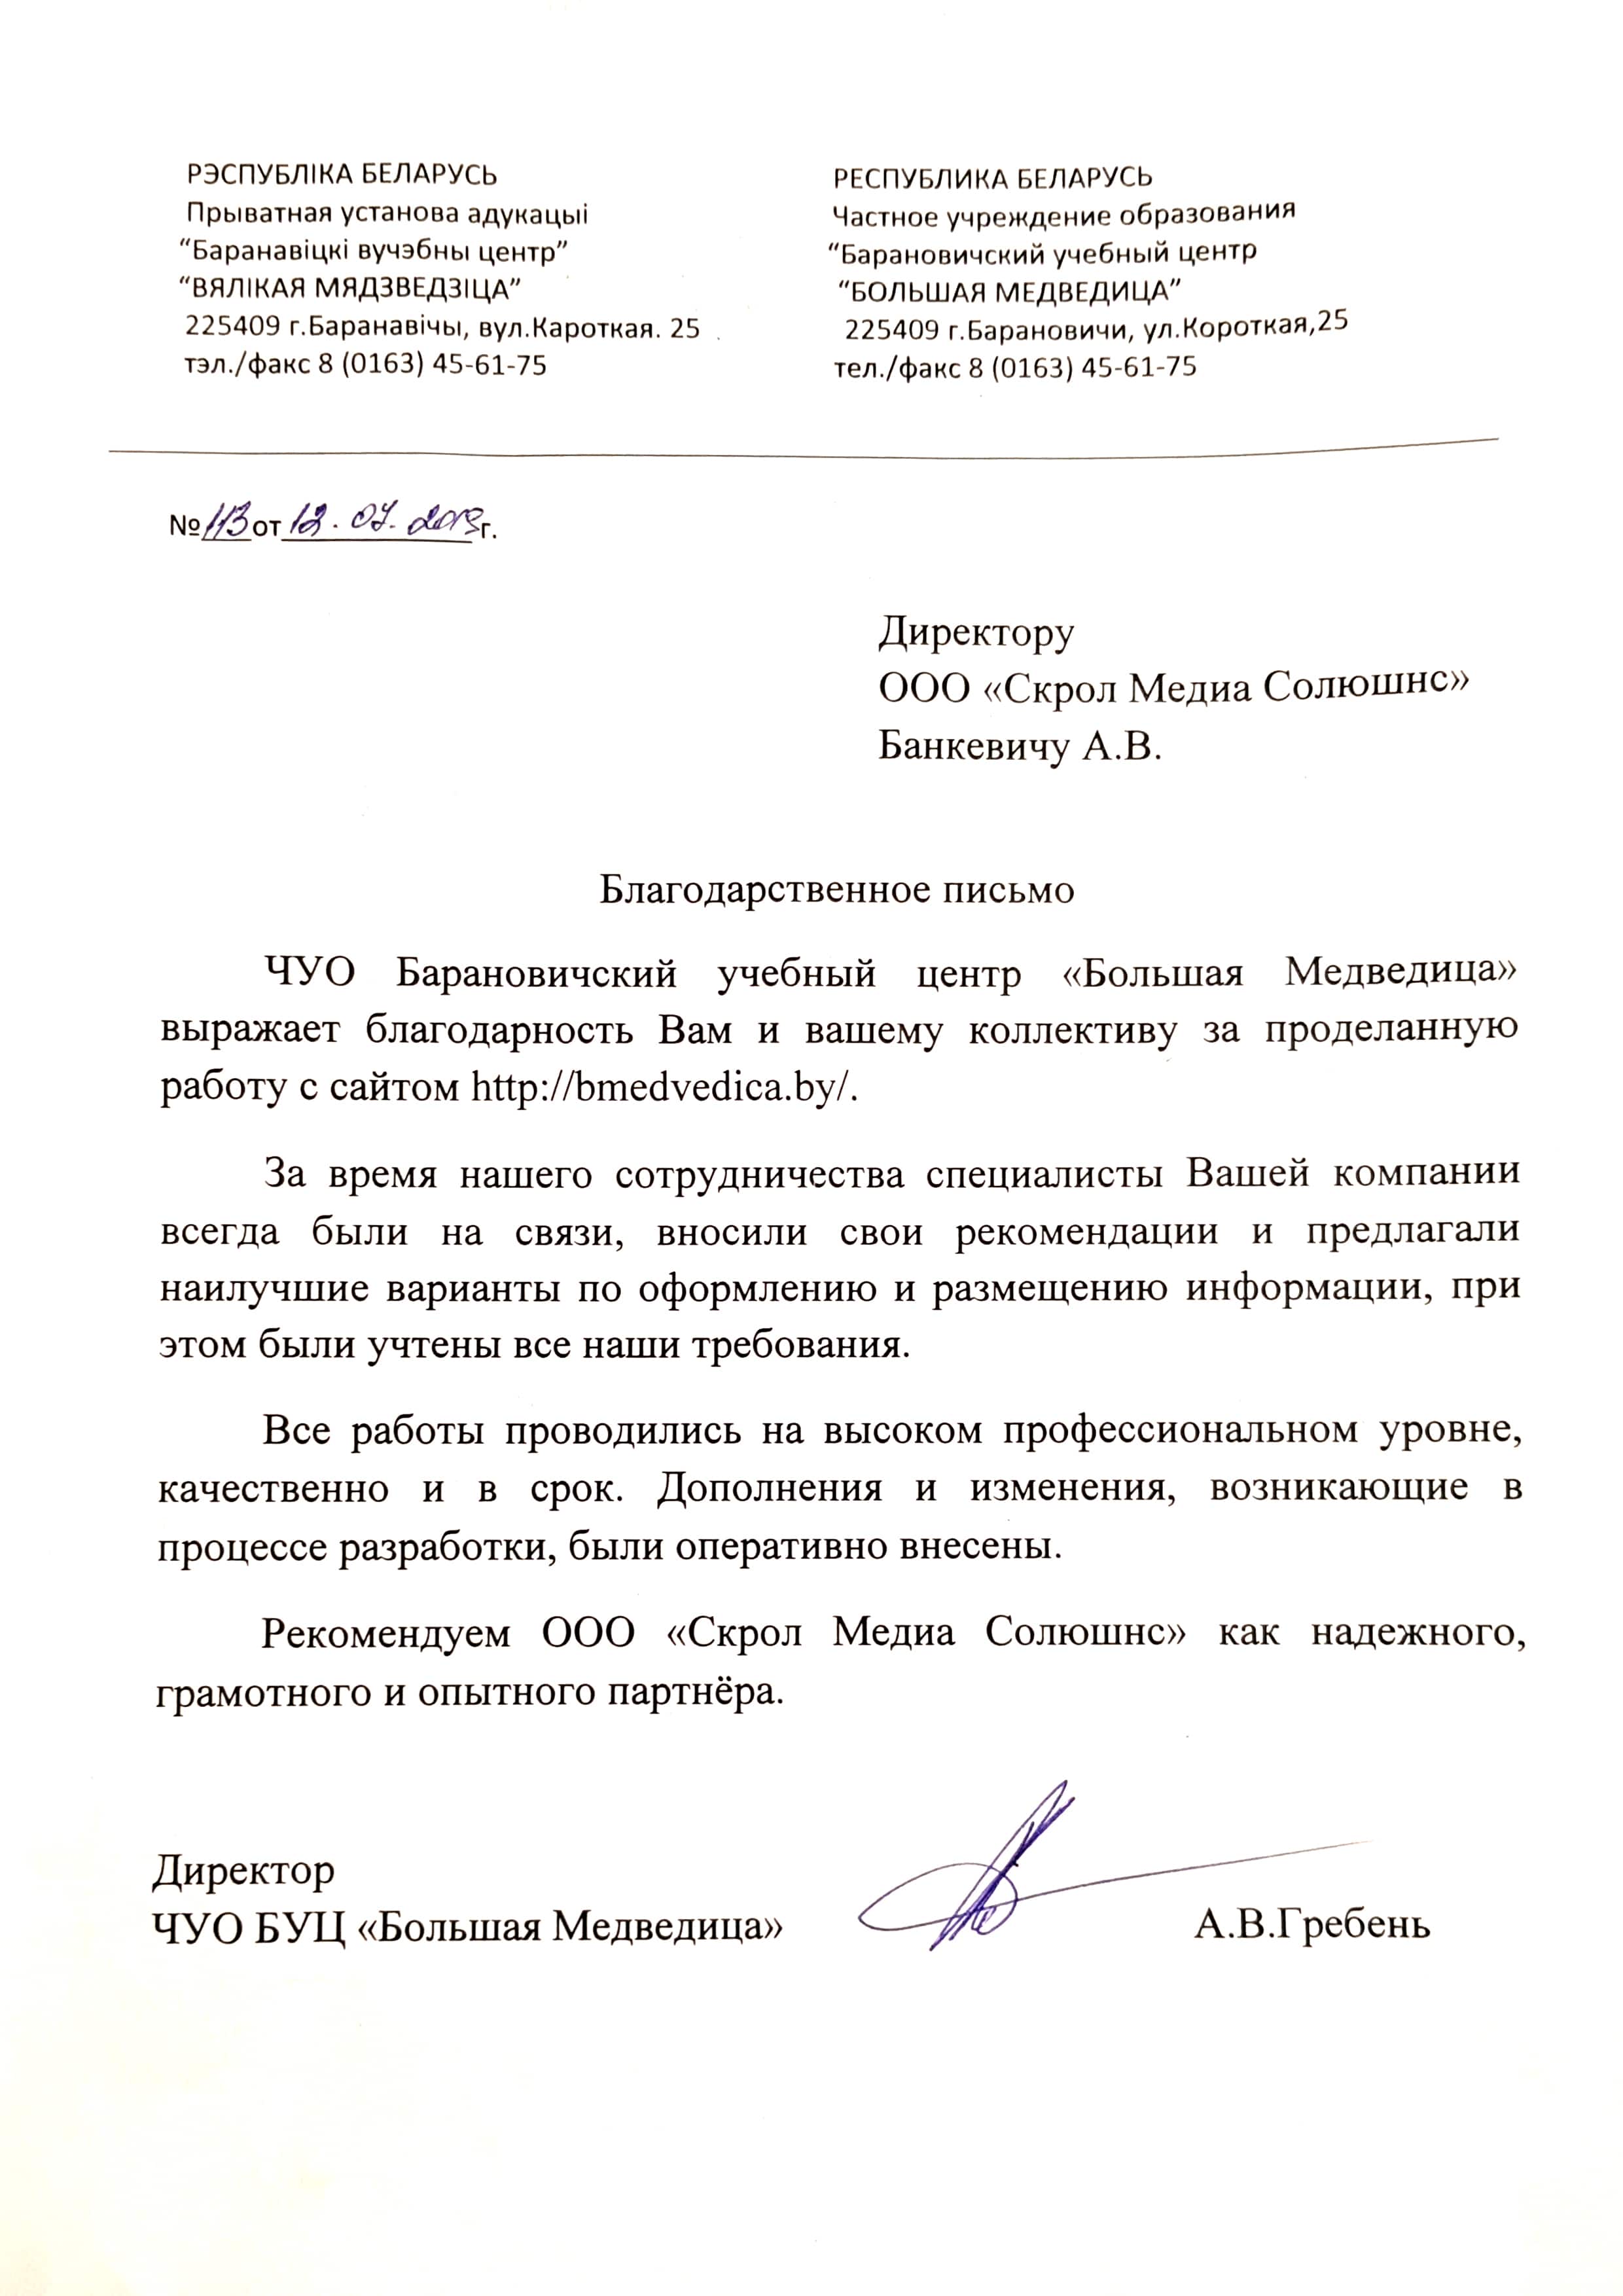 РЭСПУБЛІКА БЕЛАРУСЬ
Прыватная установа адукацыі
“Баранавіцкі вучэбны центр”
“ВЯЛІКАЯ МЯДЗВЕДЗІЦА”
225409 г.Баранавічы, вул.Кароткая. 25
тэл./факс 8 (0163) 45-61-75
РЕСПУБЛИКА БЕЛАРУСЬ
Частное учреждение образования
“Барановичский учебный центр
“БОЛЬШАЯ МЕДВЕДИЦА”
225409 г.Барановичи, ул.Короткая,25
тел./факс 8 (0163) 45-61-75
№113от 12.07.2019г.
Директору
ООО «Скрол Медиа Солюшнс»
Банкевичу А.В.
Благодарственное письмо
ЧУО Барановичский учебный центр «Большая Медведица»
выражает благодарность Вам и вашему коллективу за проделанную
работу с сайтом http://bmedvedica.by/.
За время нашего сотрудничества специалисты Вашей компании
всегда были на связи, вносили свои рекомендации и предлагали
наилучшие варианты по оформлению и размещению информации, при
этом были учтены все наши требования.
Все работы проводились на высоком профессиональном уровне,
качественно и в срок. Дополнения и изменения, возникающие в
процессе разработки, были оперативно внесены.
Рекомендуем ООО «Скрол Медиа Солюшнс» как надежного,
грамотного и опытного партнёра.
Директор
ЧУО БУЦ «Большая Медведица» А.В.Гребень